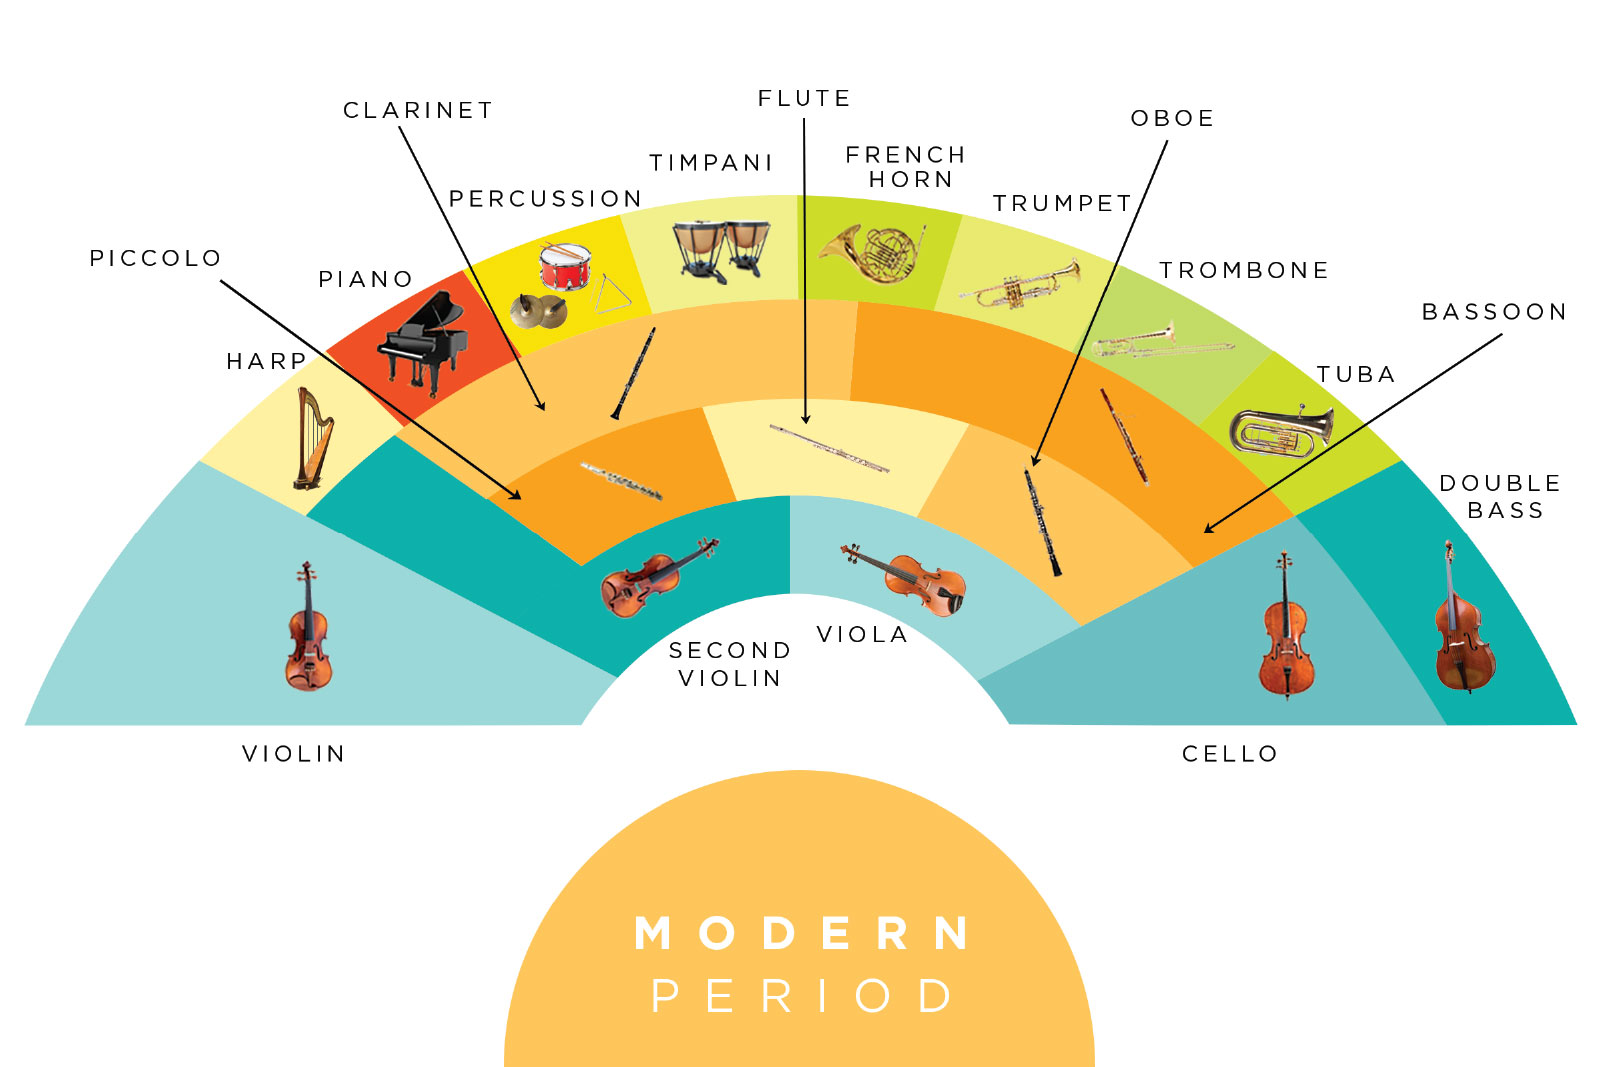 FLUTE
CLARINET
OBOE
FRENCH
HORN
TIMPANI
PERCUSSION
TRUMPET
PICCOLO
PIANO
TROMBONE
BASSOON
HARP
TUBA
DOUBLE
BASS
VIOLA
SECOND
VIOLIN
VIOLIN
CELLO
MODERN
PERIOD